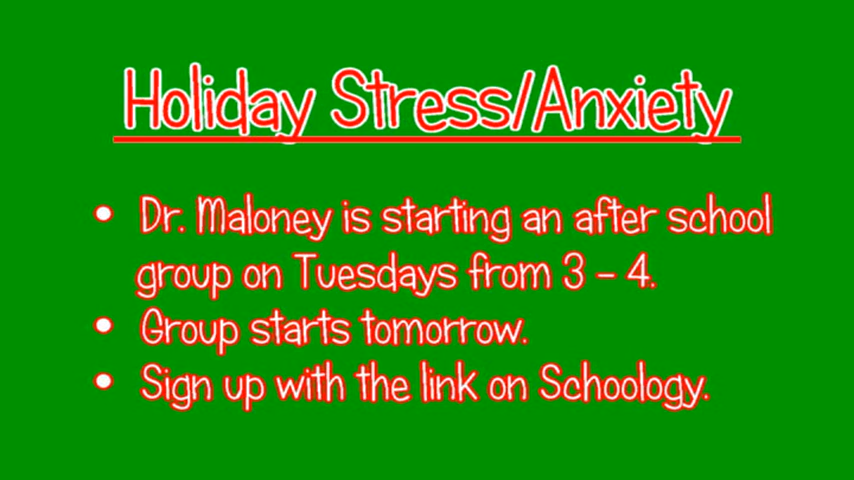 Holiday Stress/Anxiety
• Dr. Maloney is starting an after school
group on Tuesdays from 3 – 4.
• Group starts tomorrow.
• Sign up with the link on Schoology.